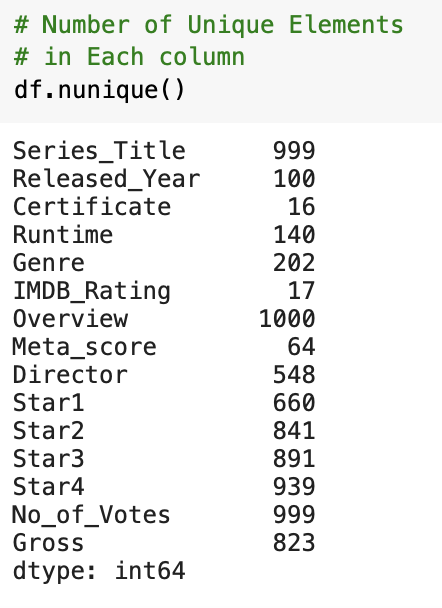 # Number of Unique Elements
# in Each column
df.nunique()
Series_Title 999
Released_Year 100
Certificate 16
Runtime 140
Genre 202
IMDB_Rating 17
Overview 1000
Meta_score 64
Director 548
Star1 660
Star2 841
Star3 891
Star4 939
No_of_Votes 999
Gross 823
dtype: int64